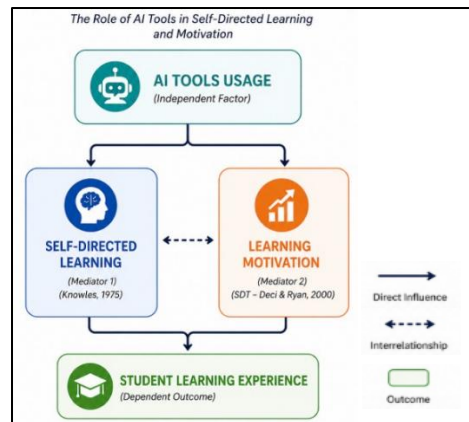 The Role of AI Tools in Self-Directed Learning
and Motivation
AI TOOLS USAGE
(Independent Factor)
SELF-DIRECTED
LEARNING
(Mediator 1)
(Knowles, 1975)
LEARNING
MOTIVATION
(Mediator 2)
(SDT – Deci & Ryan, 2000)
STUDENT LEARNING EXPERIENCE
(Dependent Outcome)
Direct Influence
Interrelationship
Outcome